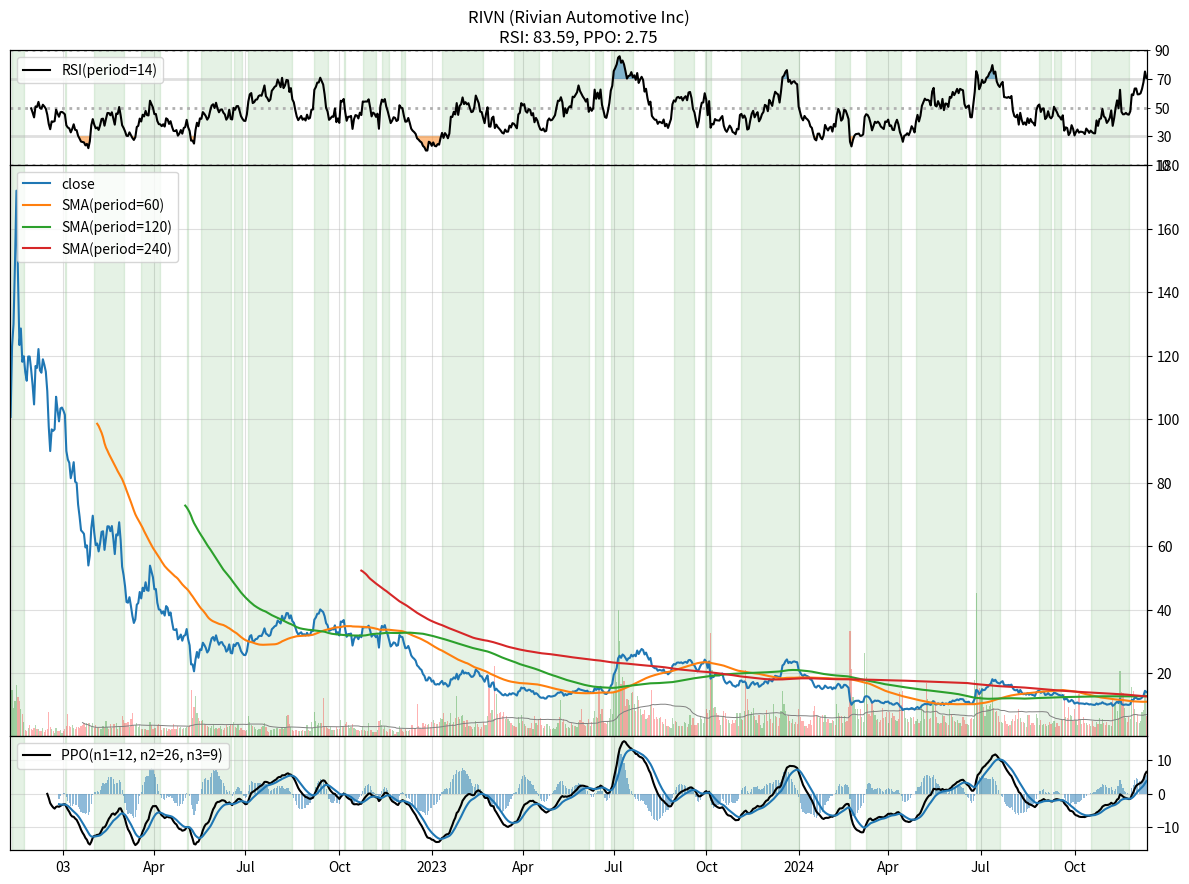 RIVN (Rivian Automotive Inc)
RSI: 83.59, PPO: 2.75
RSI(period=14)
90
70
50
30
10
180
close
SMA(period=60)
SMA(period=120)
SMA(period=240)
160
140
120
100
80
60
40
20
PPO(n1=12, n2=26, n3=9)
10
0
−10
03 Apr Jul Oct 2023 Apr Jul Oct 2024 Apr Jul Oct